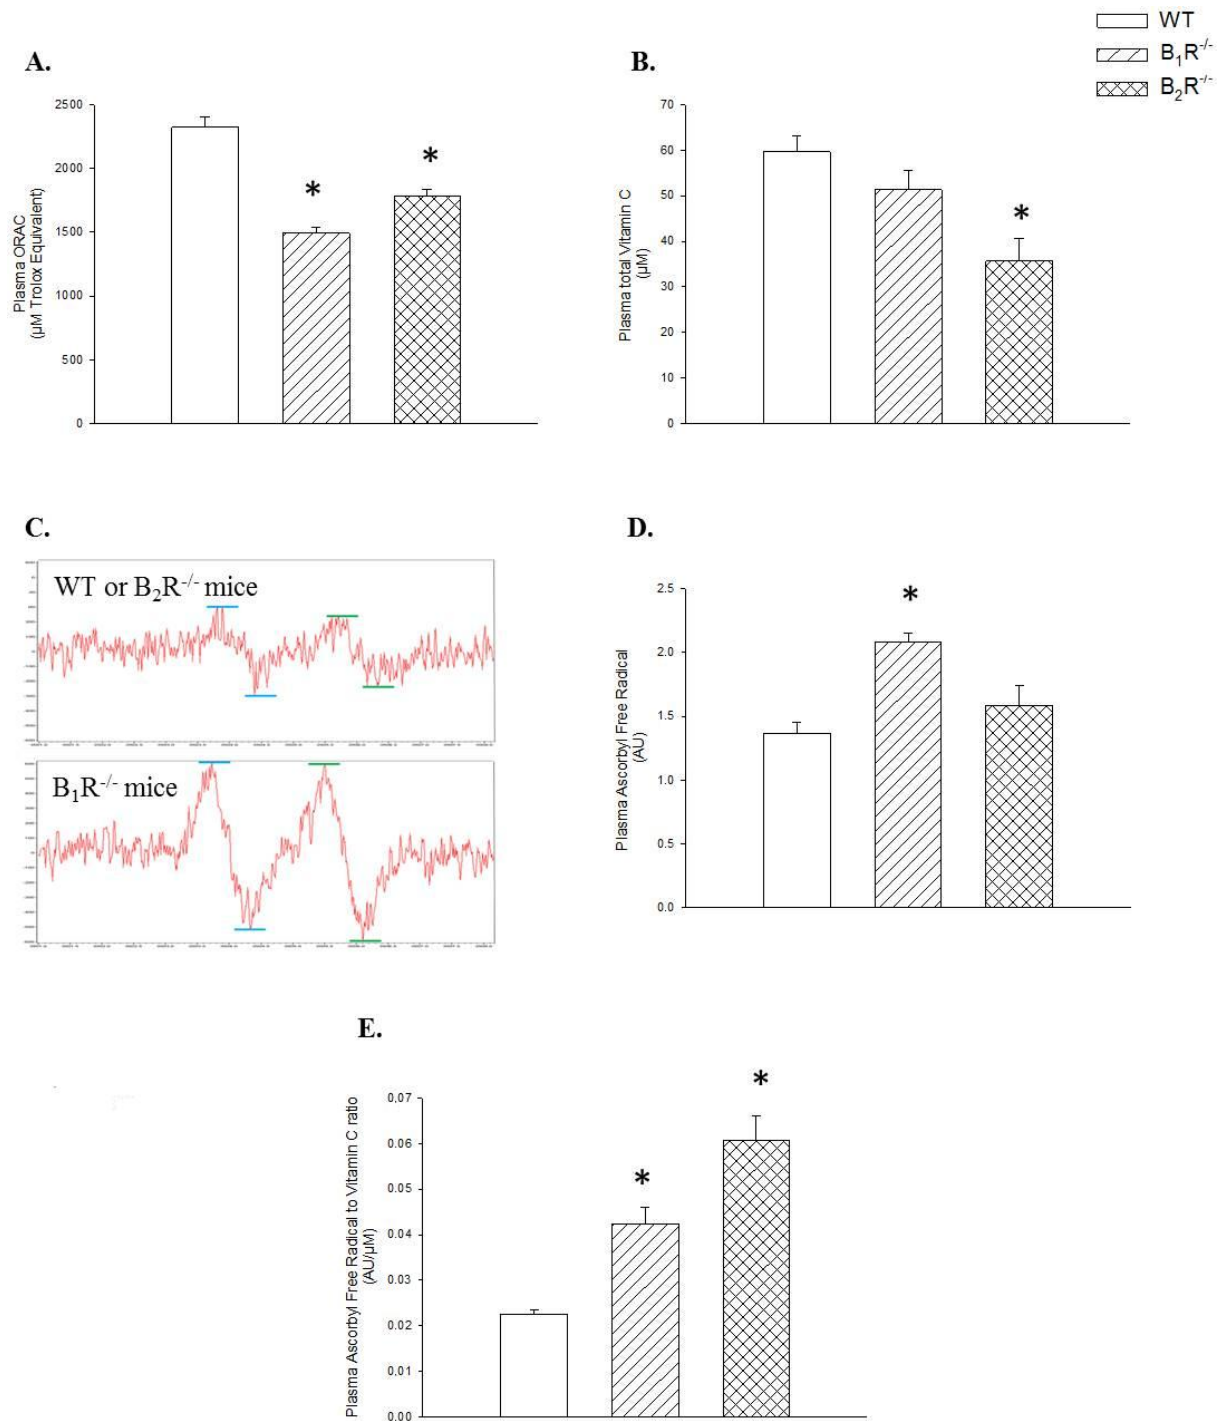 WT
B₁R⁻/⁻
B₂R⁻/⁻
A.
Plasma ORAC
(µM Trolox Equivalent)
2500
2000
1500
1000
500
0
*
*
B.
Plasma total Vitamin C
(µM)
70
60
50
40
30
20
10
0
*
C.
WT or B₂R⁻/⁻ mice
B₁R⁻/⁻ mice
D.
Plasma Ascorbyl Free Radical
(AU)
2.5
2.0
1.5
1.0
0.5
0.0
*
E.
Plasma Ascorbyl Free Radical to Vitamin C ratio
(AU/µM)
0.07
0.06
0.05
0.04
0.03
0.02
0.01
0.00
*
*